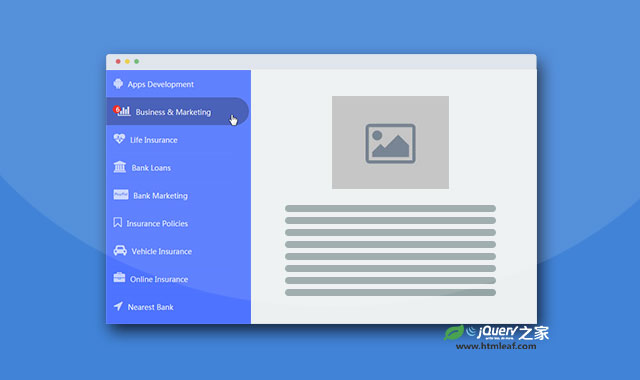 Apps Development
6
Business & Marketing
Life Insurance
Bank Loans
Bank Marketing
Insurance Policies
Vehicle Insurance
Online Insurance
Nearest Bank
jQuery之家
www.htmleaf.com